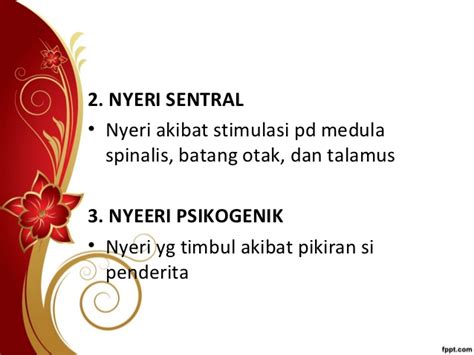 2. NYERI SENTRAL
• Nyeri akibat stimulasi pd medula
spinalis, batang otak, dan talamus
3. NYEERI PSIKOGENIK
• Nyeri yg timbul akibat pikiran si
penderita
fppt.com